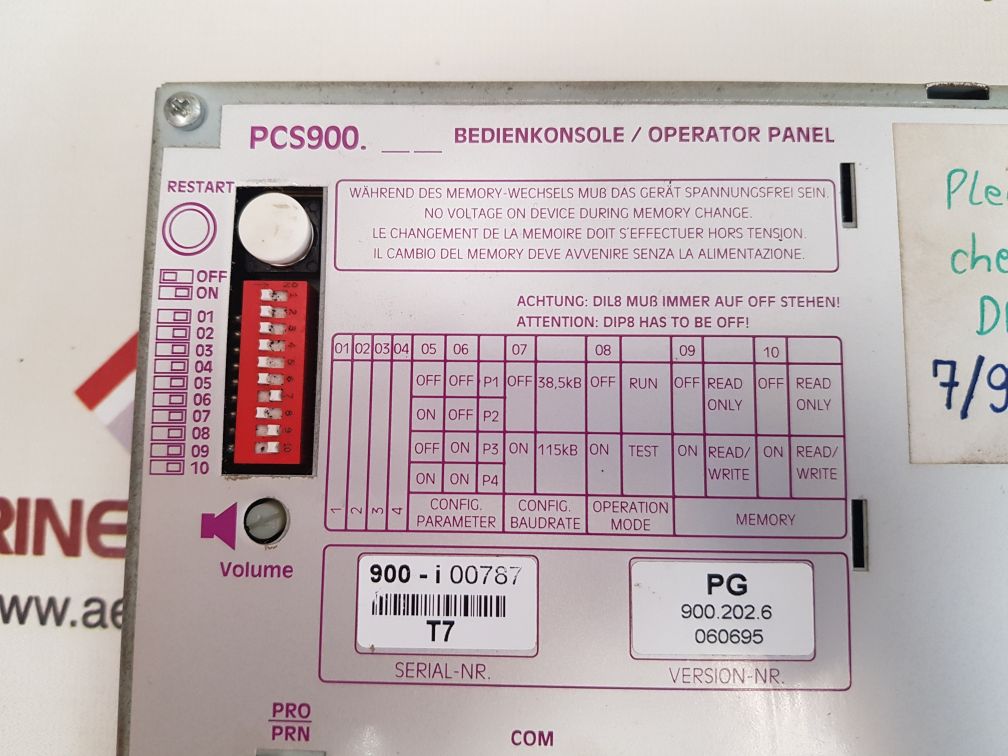 PCS900. __ __ BEDIENKONSOLE / OPERATOR PANEL
RESTART
WÄHREND DES MEMORY-WECHSELS MUß DAS GERÄT SPANNUNGSFREI SEIN.
NO VOLTAGE ON DEVICE DURING MEMORY CHANGE.
LE CHANGEMENT DE LA MEMOIRE DOIT S'EFFECTUER HORS TENSION.
IL CAMBIO DEL MEMORY DEVE AVVENIRE SENZA LA ALIMENTAZIONE.
OFF
ON
01
02
03
04
05
06
07
08
09
10
ACHTUNG: DIL8 MUß IMMER AUF OFF STEHEN!
ATTENTION: DIP8 HAS TO BE OFF!
01 02 03 04 05 06 07 08 09 10
OFF OFF P1 OFF 38,5kB OFF RUN OFF READ ONLY OFF READ ONLY
ON OFF P2
OFF ON P3 ON 115kB ON TEST ON READ/ WRITE ON READ/ WRITE
ON ON P4
1 2 3 4 CONFIG. PARAMETER CONFIG. BAUDRATE OPERATION MODE MEMORY
Volume
900 - i 00787
T7
SERIAL-NR.
PG
900.202.6
060695
VERSION-NR.
PRO
PRN
COM
Ple
che
7/9
RINE
ww.ae